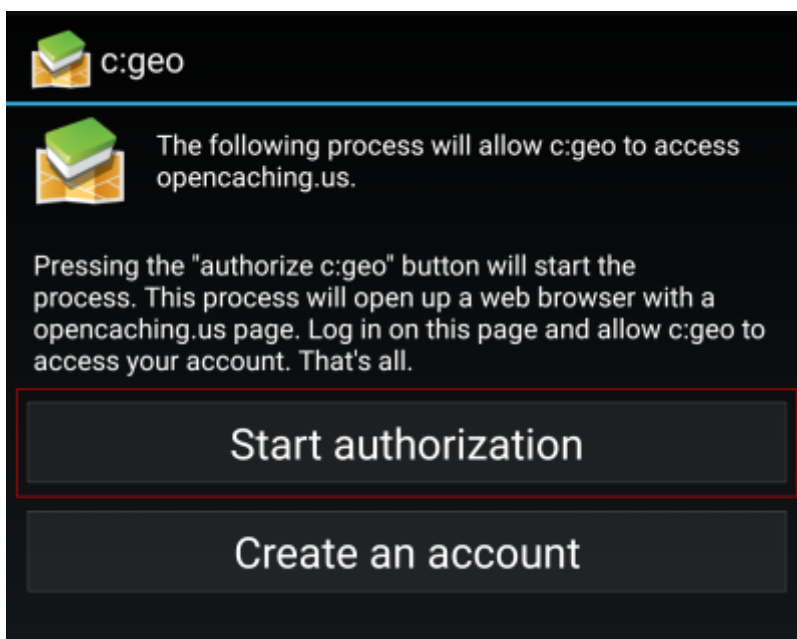 c:geo
The following process will allow c:geo to access
opencaching.us.
Pressing the "authorize c:geo" button will start the
process. This process will open up a web browser with a
opencaching.us page. Log in on this page and allow c:geo to
access your account. That's all.
Start authorization
Create an account